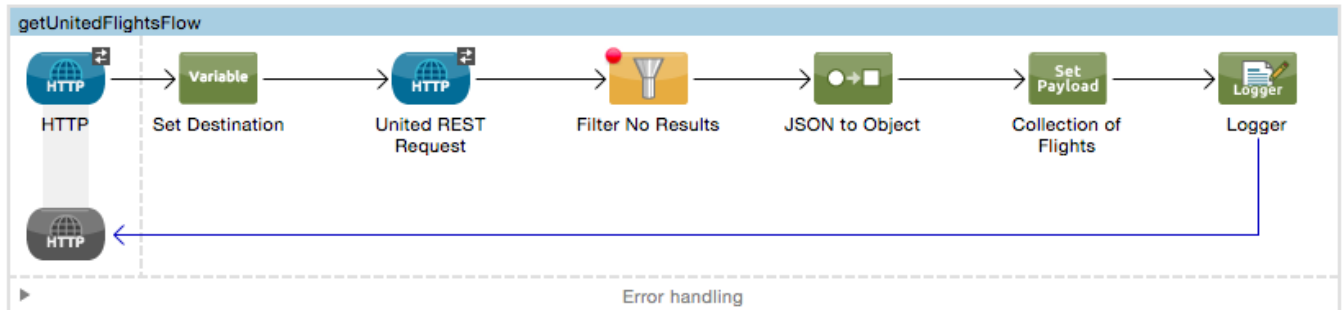 getUnitedFlightsFlow
HTTP
Variable
HTTP
Set
Payload
Logger
HTTP
Set Destination
United REST
Request
Filter No Results
JSON to Object
Collection of
Flights
Logger
HTTP
Error handling